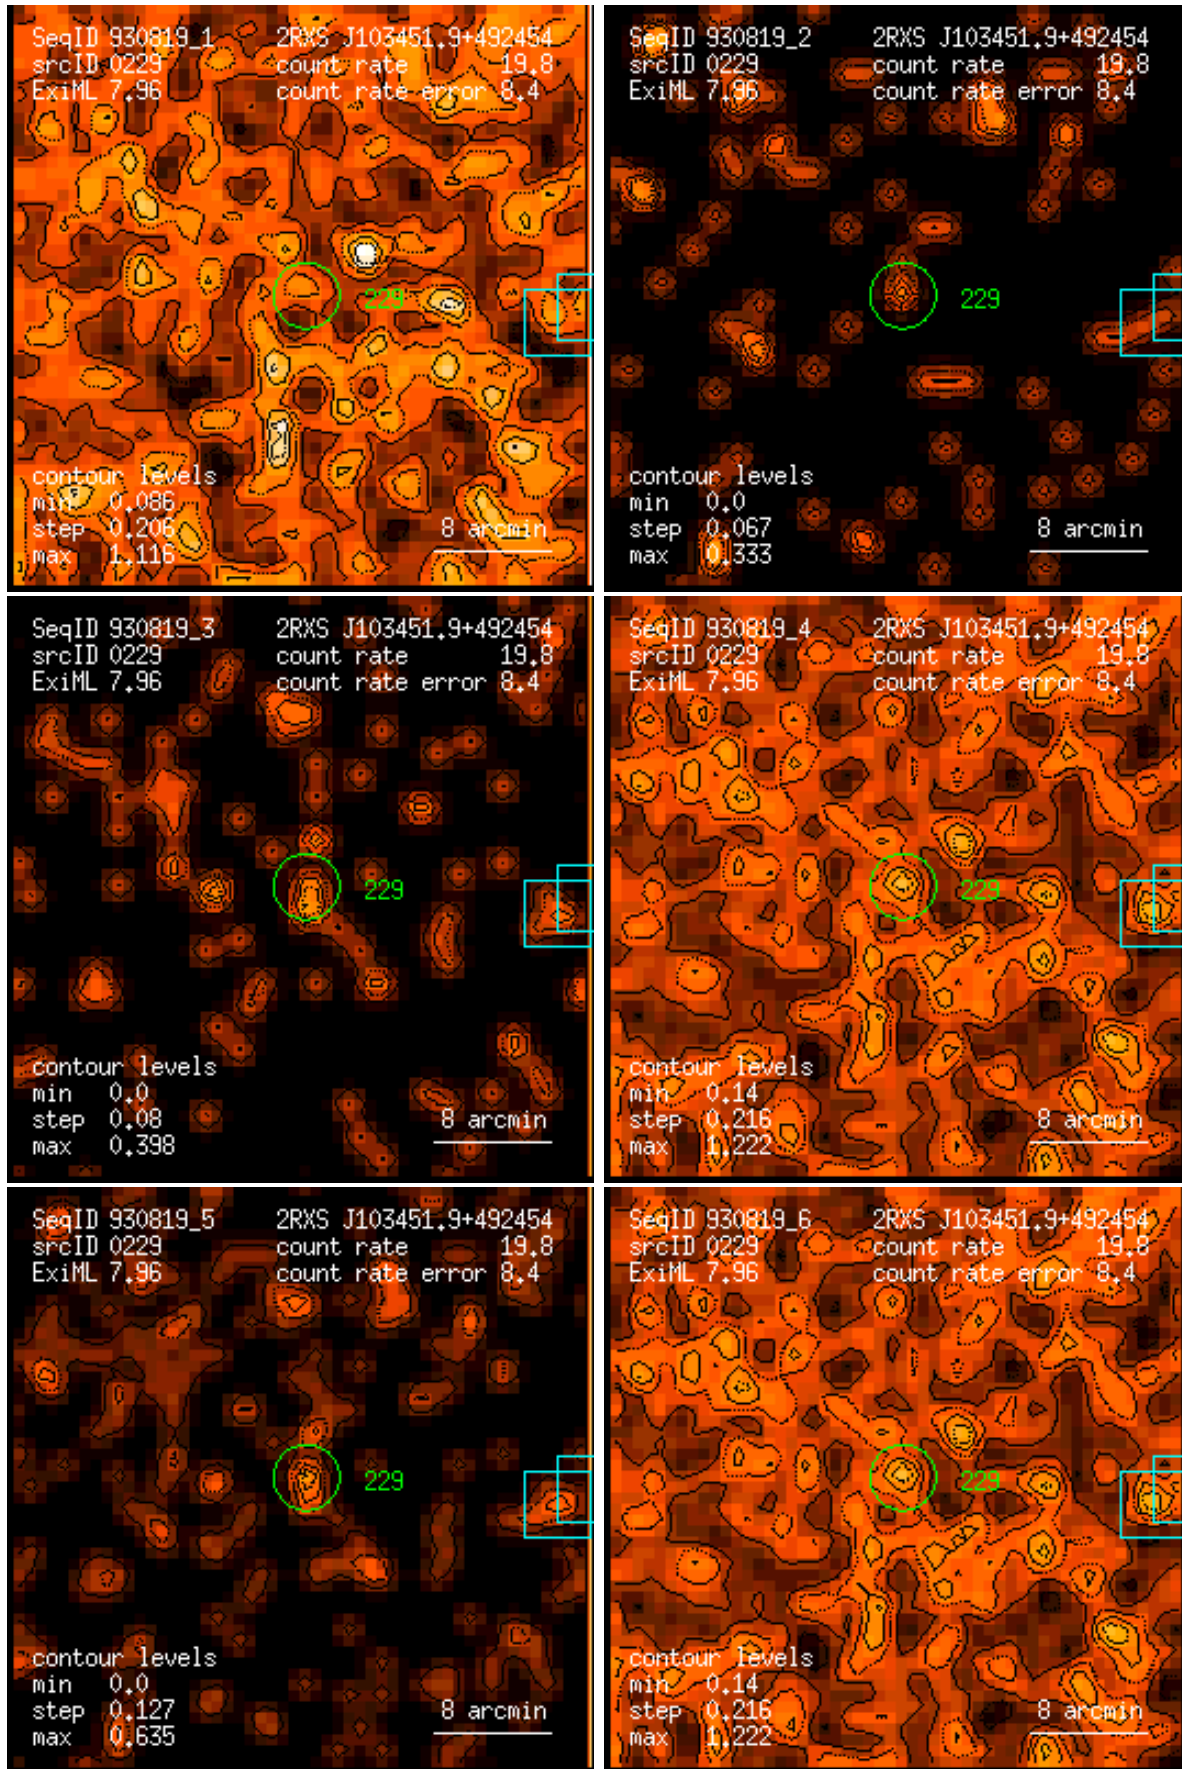 SeqID 930819_1 2RXS J103451.9+492454
srcID 0229 count rate 19.8
ExiML 7.96 count rate error 8.4
229
contour levels
min 0.086
step 0.206
max 1.116
8 arcmin
SeqID 930819_2 2RXS J103451.9+492454
srcID 0229 count rate 19.8
ExiML 7.96 count rate error 8.4
229
contour levels
min 0.0
step 0.067
max 0.333
8 arcmin
SeqID 930819_3 2RXS J103451.9+492454
srcID 0229 count rate 19.8
ExiML 7.96 count rate error 8.4
229
contour levels
min 0.0
step 0.08
max 0.398
8 arcmin
SeqID 930819_4 2RXS J103451.9+492454
srcID 0229 count rate 19.8
ExiML 7.96 count rate error 8.4
229
contour levels
min 0.14
step 0.216
max 1.222
8 arcmin
SeqID 930819_5 2RXS J103451.9+492454
srcID 0229 count rate 19.8
ExiML 7.96 count rate error 8.4
229
contour levels
min 0.0
step 0.127
max 0.635
8 arcmin
SeqID 930819_6 2RXS J103451.9+492454
srcID 0229 count rate 19.8
ExiML 7.96 count rate error 8.4
229
contour levels
min 0.14
step 0.216
max 1.222
8 arcmin